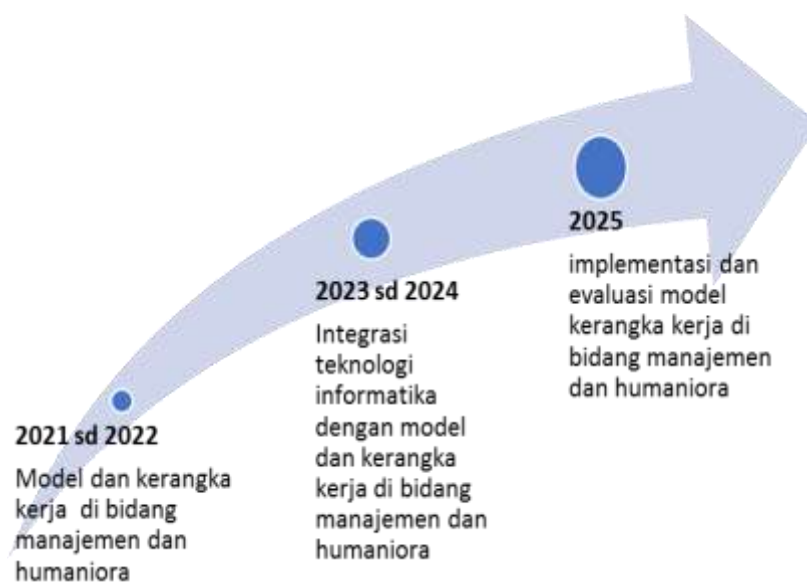 2021 sd 2022
Model dan kerangka
kerja di bidang
manajemen dan
humaniora
2023 sd 2024
Integrasi
teknologi
informatika
dengan model
dan kerangka
kerja di bidang
manajemen dan
humaniora
2025
implementasi dan
evaluasi model
kerangka kerja di
bidang manajemen
dan humaniora